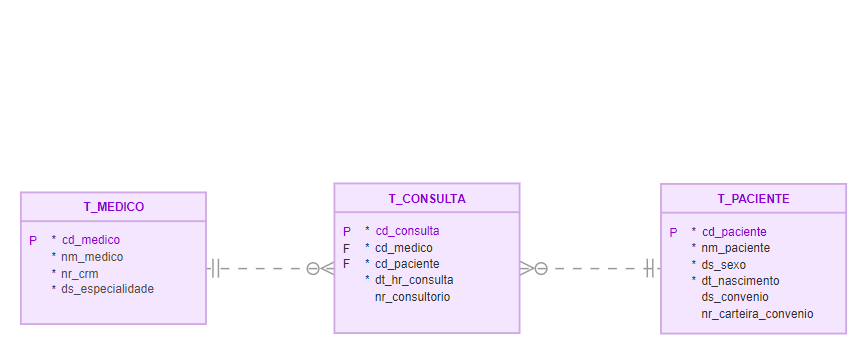 T_MEDICO
P * cd_medico
* nm_medico
* nr_crm
* ds_especialidade
T_CONSULTA
P * cd_consulta
F * cd_medico
F * cd_paciente
* dt_hr_consulta
nr_consultorio
T_PACIENTE
P * cd_paciente
* nm_paciente
* ds_sexo
* dt_nascimento
ds_convenio
nr_carteira_convenio